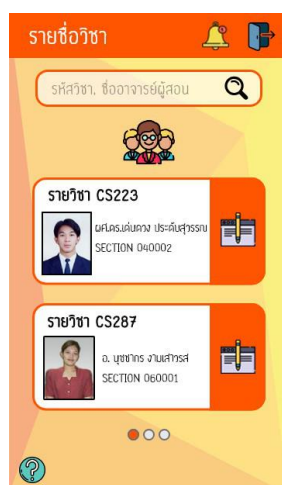 รายชื่อวิชา
รหัสวิชา, ชื่ออาจารย์ผู้สอน
รายวิชา CS223
ผศ.ดร.เด่นดวง ประดับสุวรรณ
SECTION 040002
รายวิชา CS287
อ. นุชชากร งามเสาวรส
SECTION 060001